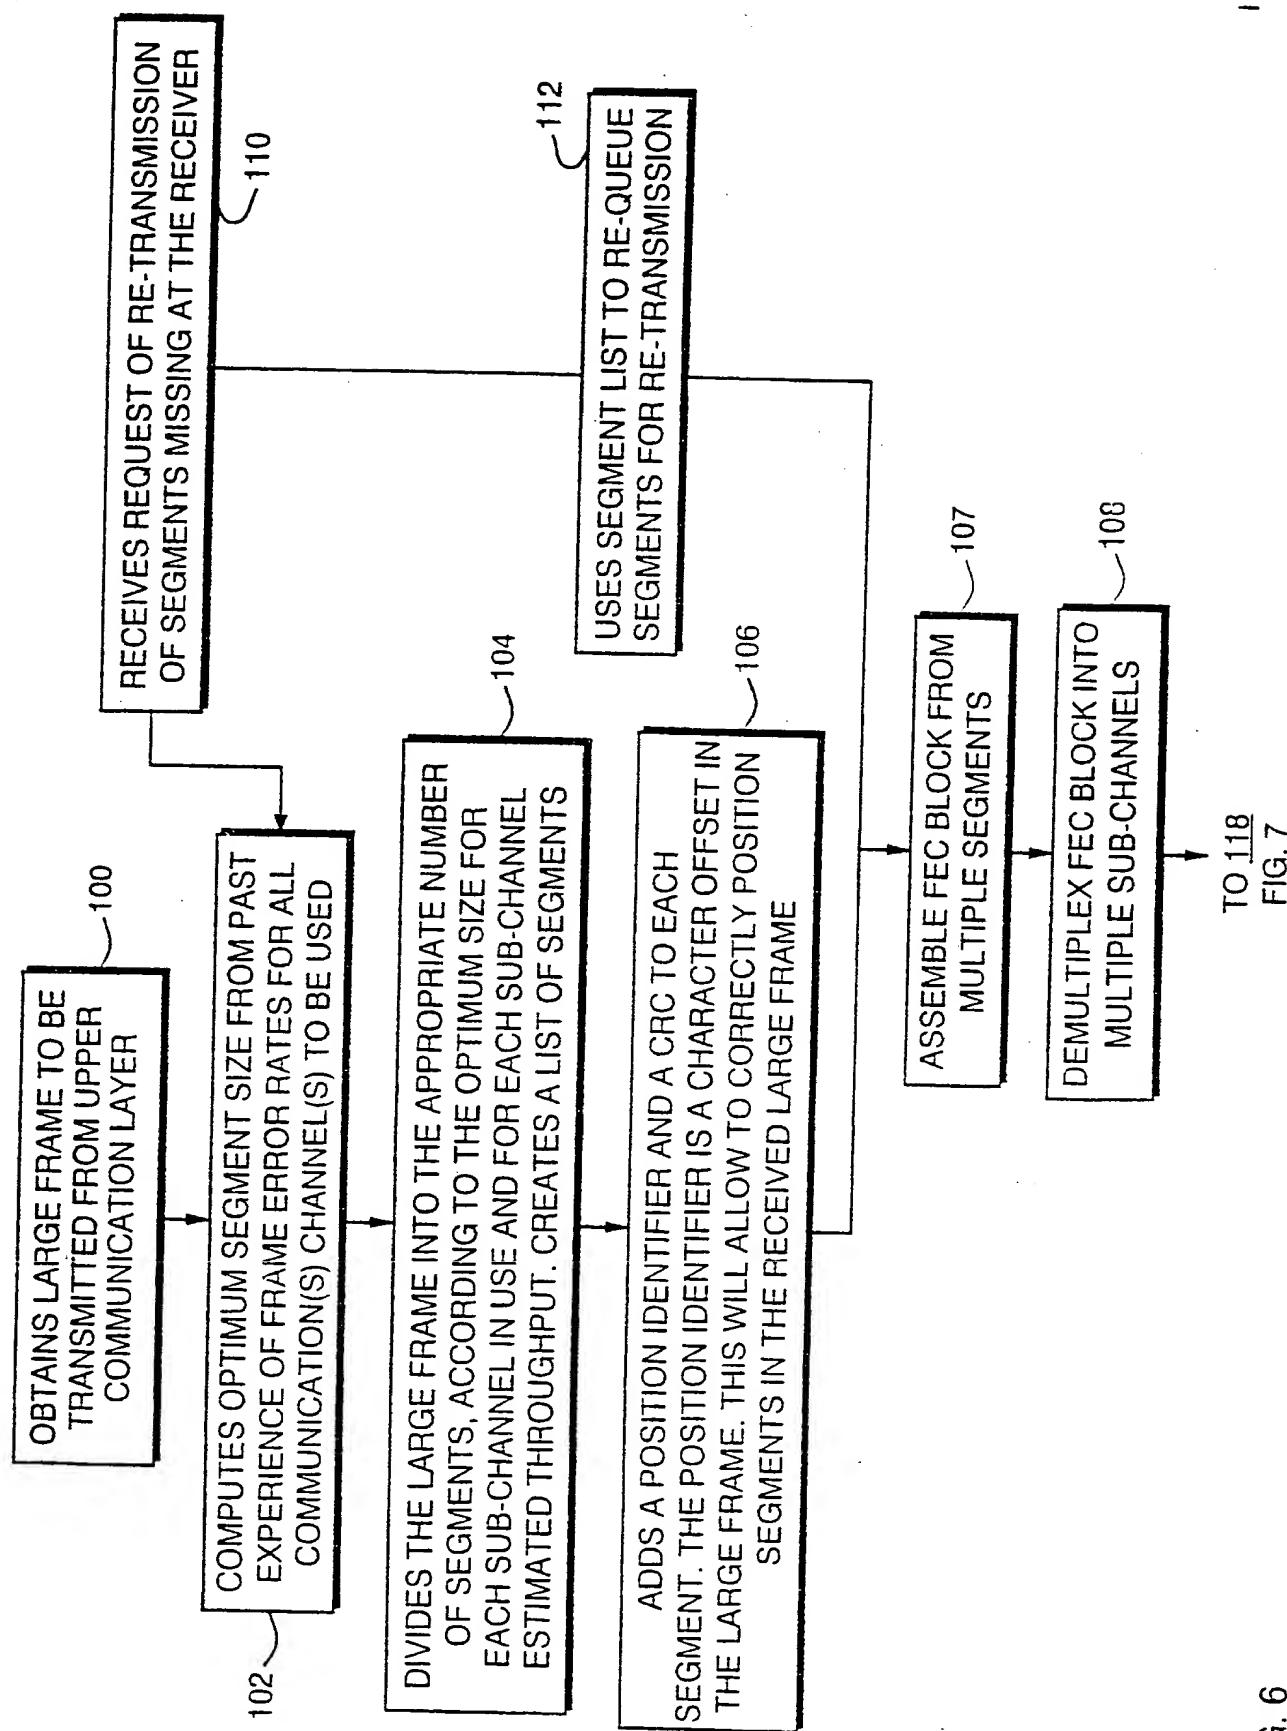 OBTAINS LARGE FRAME TO BE
TRANSMITTED FROM UPPER
COMMUNICATION LAYER
100
RECEIVES REQUEST OF RE-TRANSMISSION
OF SEGMENTS MISSING AT THE RECEIVER
110
102
COMPUTES OPTIMUM SEGMENT SIZE FROM PAST
EXPERIENCE OF FRAME ERROR RATES FOR ALL
COMMUNICATION(S) CHANNEL(S) TO BE USED
DIVIDES THE LARGE FRAME INTO THE APPROPRIATE NUMBER
OF SEGMENTS, ACCORDING TO THE OPTIMUM SIZE FOR
EACH SUB-CHANNEL IN USE AND FOR EACH SUB-CHANNEL
ESTIMATED THROUGHPUT. CREATES A LIST OF SEGMENTS
104
112
USES SEGMENT LIST TO RE-QUEUE
SEGMENTS FOR RE-TRANSMISSION
ADDS A POSITION IDENTIFIER AND A CRC TO EACH
SEGMENT. THE POSITION IDENTIFIER IS A CHARACTER OFFSET IN
THE LARGE FRAME. THIS WILL ALLOW TO CORRECTLY POSITION
SEGMENTS IN THE RECEIVED LARGE FRAME
106
ASSEMBLE FEC BLOCK FROM
MULTIPLE SEGMENTS
107
DEMULTIPLEX FEC BLOCK INTO
MULTIPLE SUB-CHANNELS
108
TO 118
FIG. 7
G. 6